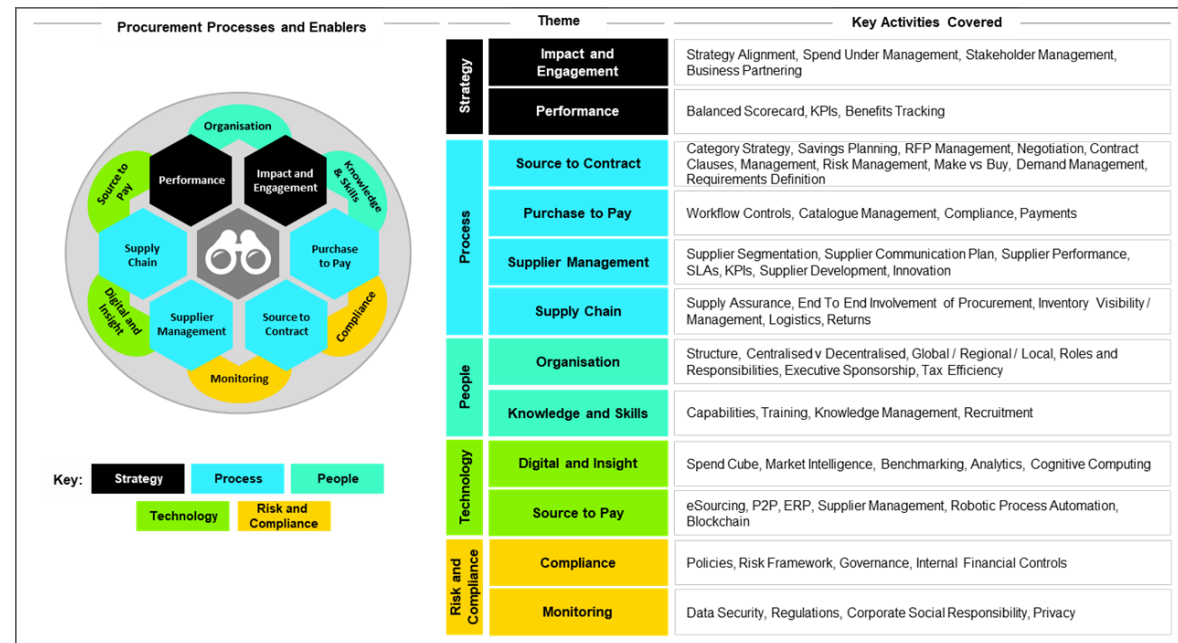 Procurement Processes and Enablers
Organisation
Knowledge
& Skills
Source to
Pay
Performance
Impact and
Engagement
Supply
Chain
Purchase
to Pay
Digital and
Insight
Supplier
Management
Source to
Contract
Compliance
Monitoring
Key:
Strategy
Process
People
Technology
Risk and
Compliance
Theme
Key Activities Covered
Strategy
Impact and
Engagement
Strategy Alignment, Spend Under Management, Stakeholder Management,
Business Partnering
Performance
Balanced Scorecard, KPIs, Benefits Tracking
Process
Source to Contract
Category Strategy, Savings Planning, RFP Management, Negotiation, Contract
Clauses, Management, Risk Management, Make vs Buy, Demand Management,
Requirements Definition
Purchase to Pay
Workflow Controls, Catalogue Management, Compliance, Payments
Supplier Management
Supplier Segmentation, Supplier Communication Plan, Supplier Performance,
SLAs, KPIs, Supplier Development, Innovation
Supply Chain
Supply Assurance, End To End Involvement of Procurement, Inventory Visibility /
Management, Logistics, Returns
People
Organisation
Structure, Centralised v Decentralised, Global / Regional / Local, Roles and
Responsibilities, Executive Sponsorship, Tax Efficiency
Knowledge and Skills
Capabilities, Training, Knowledge Management, Recruitment
Technology
Digital and Insight
Spend Cube, Market Intelligence, Benchmarking, Analytics, Cognitive Computing
Source to Pay
eSourcing, P2P, ERP, Supplier Management, Robotic Process Automation,
Blockchain
Risk and
Compliance
Compliance
Policies, Risk Framework, Governance, Internal Financial Controls
Monitoring
Data Security, Regulations, Corporate Social Responsibility, Privacy